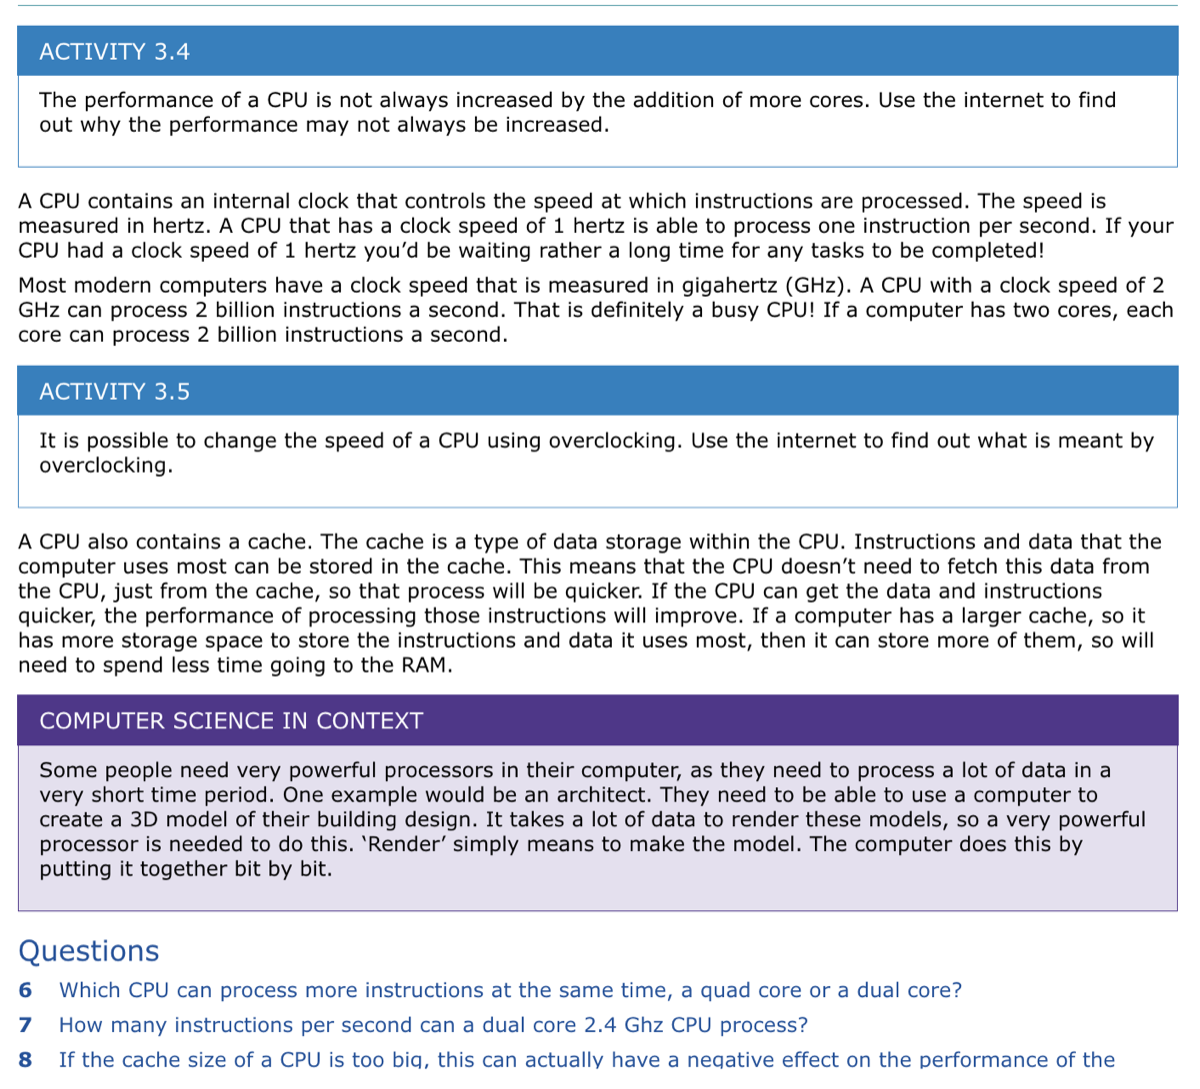 ACTIVITY 3.4
The performance of a CPU is not always increased by the addition of more cores. Use the internet to find
out why the performance may not always be increased.
A CPU contains an internal clock that controls the speed at which instructions are processed. The speed is
measured in hertz. A CPU that has a clock speed of 1 hertz is able to process one instruction per second. If your
CPU had a clock speed of 1 hertz you’d be waiting rather a long time for any tasks to be completed!
Most modern computers have a clock speed that is measured in gigahertz (GHz). A CPU with a clock speed of 2
GHz can process 2 billion instructions a second. That is definitely a busy CPU! If a computer has two cores, each
core can process 2 billion instructions a second.
ACTIVITY 3.5
It is possible to change the speed of a CPU using overclocking. Use the internet to find out what is meant by
overclocking.
A CPU also contains a cache. The cache is a type of data storage within the CPU. Instructions and data that the
computer uses most can be stored in the cache. This means that the CPU doesn’t need to fetch this data from
the CPU, just from the cache, so that process will be quicker. If the CPU can get the data and instructions
quicker, the performance of processing those instructions will improve. If a computer has a larger cache, so it
has more storage space to store the instructions and data it uses most, then it can store more of them, so will
need to spend less time going to the RAM.
COMPUTER SCIENCE IN CONTEXT
Some people need very powerful processors in their computer, as they need to process a lot of data in a
very short time period. One example would be an architect. They need to be able to use a computer to
create a 3D model of their building design. It takes a lot of data to render these models, so a very powerful
processor is needed to do this. ‘Render’ simply means to make the model. The computer does this by
putting it together bit by bit.
Questions
6 Which CPU can process more instructions at the same time, a quad core or a dual core?
7 How many instructions per second can a dual core 2.4 Ghz CPU process?
8 If the cache size of a CPU is too big, this can actually have a negative effect on the performance of the